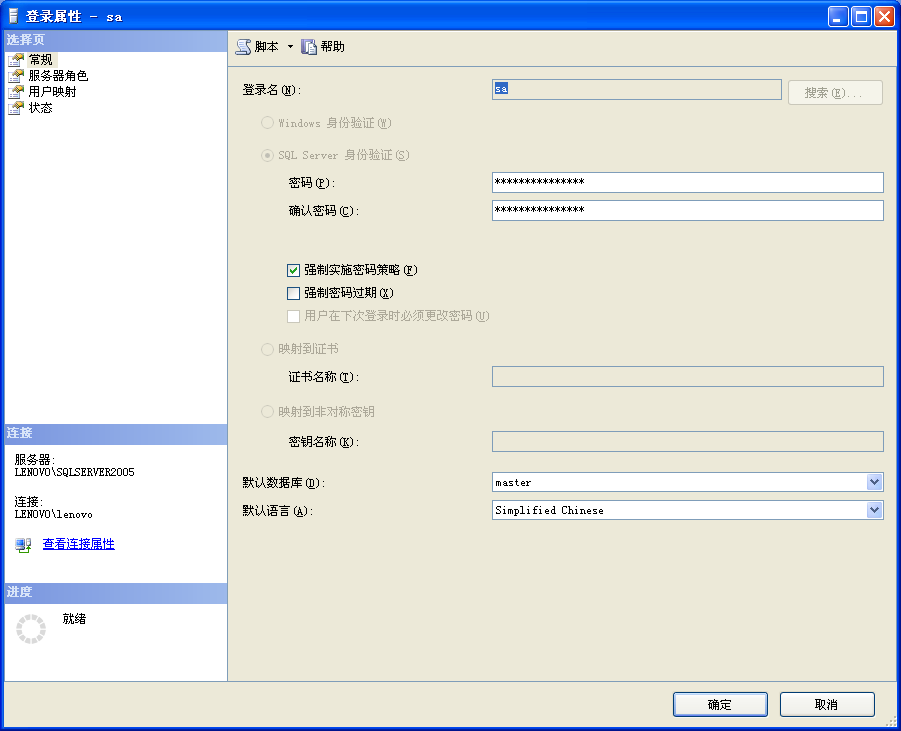 登录属性 - sa
选择页
常规
服务器角色
用户映射
状态
脚本 帮助
登录名(N):
sa
搜索(E)...
Windows 身份验证(W)
SQL Server 身份验证(S)
密码(P):
***************
确认密码(C):
***************
强制实施密码策略(F)
强制密码过期(X)
用户在下次登录时必须更改密码(U)
映射到证书
证书名称(T):
映射到非对称密钥
密钥名称(K):
默认数据库(D):
master
默认语言(A):
Simplified Chinese
连接
服务器:
LENOVO\SQLSERVER2005
连接:
LENOVO\lenovo
查看连接属性
进度
就绪
确定
取消